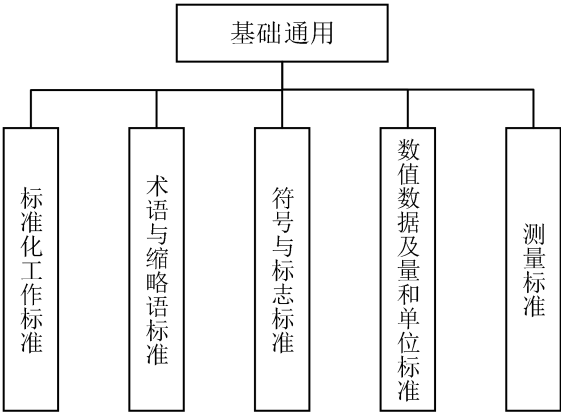 基础通用
标准化工作标准
术语与缩略语标准
符号与标志标准
数值数据及量和单位标准
测量标准